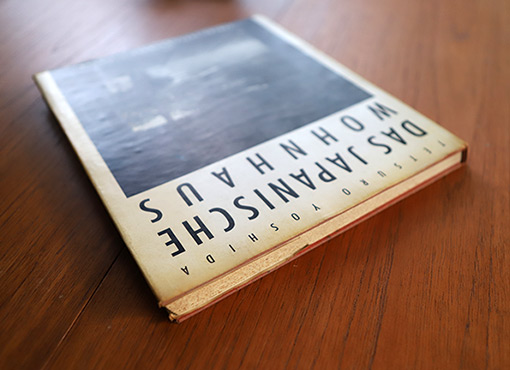 TETSURO YOSHIDA
DAS JAPANISCHE
WOHNHAUS